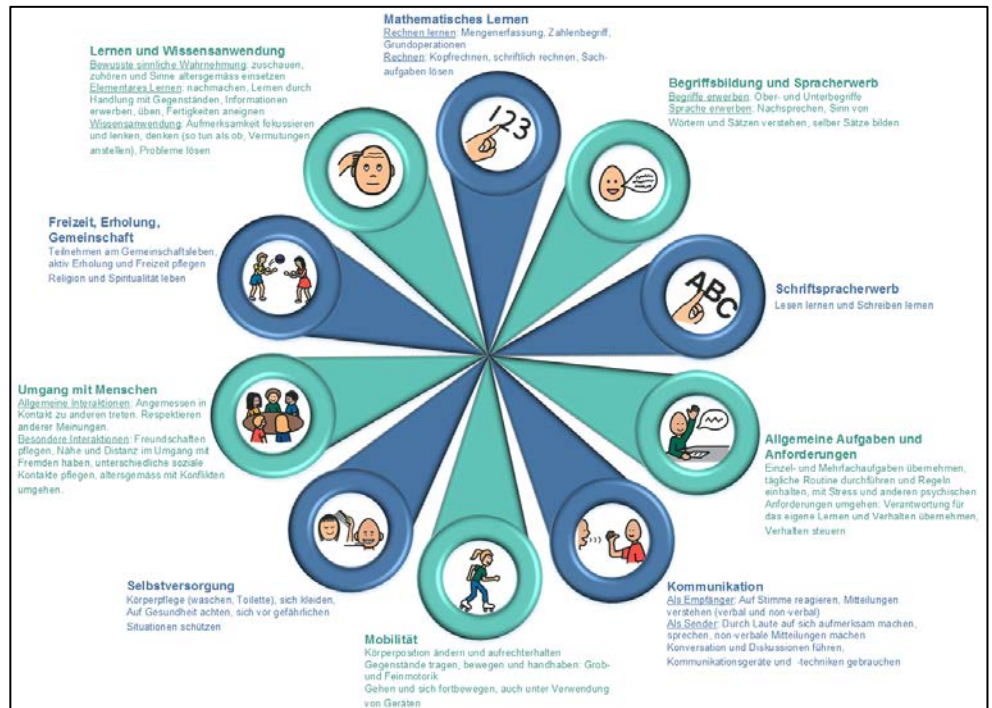 Mathematisches Lernen
Rechnen lernen: Mengenerfassung, Zahlenbegriff,
Grundoperationen
Rechnen: Kopfrechnen, schriftlich rechnen, Sach-
aufgaben lösen
123
Begriffsbildung und Spracherwerb
Begriffe erwerben: Ober- und Unterbegriffe
Sprache erwerben: Nachsprechen, Sinn von
Wörtern und Sätzen verstehen, selber Sätze bilden
Schriftspracherwerb
Lesen lernen und Schreiben lernen
ABC
Allgemeine Aufgaben und
Anforderungen
Einzel- und Mehrfachaufgaben übernehmen,
tägliche Routine durchführen und Regeln
einhalten, mit Stress und anderen psychischen
Anforderungen umgehen: Verantwortung für
das eigene Lernen und Verhalten übernehmen,
Verhalten steuern
Kommunikation
Als Empfänger: Auf Stimme reagieren, Mitteilungen
verstehen (verbal und non-verbal)
Als Sender: Durch Laute auf sich aufmerksam machen,
sprechen, non-verbale Mitteilungen machen
Konversation und Diskussionen führen,
Kommunikationsgeräte und -techniken gebrauchen
Mobilität
Körperposition ändern und aufrechterhalten
Gegenstände tragen, bewegen und handhaben: Grob-
und Feinmotorik
Gehen und sich fortbewegen, auch unter Verwendung
von Geräten
Selbstversorgung
Körperpflege (waschen, Toilette), sich kleiden,
Auf Gesundheit achten, sich vor gefährlichen
Situationen schützen
Umgang mit Menschen
Allgemeine Interaktionen: Angemessen in
Kontakt zu anderen treten. Respektieren
anderer Meinungen.
Besondere Interaktionen: Freundschaften
pflegen, Nähe und Distanz im Umgang mit
Fremden haben, unterschiedliche soziale
Kontakte pflegen, altersgemäss mit Konflikten
umgehen.
Freizeit, Erholung,
Gemeinschaft
Teilnehmen am Gemeinschaftsleben,
aktiv Erholung und Freizeit pflegen
Religion und Spiritualität leben
Lernen und Wissensanwendung
Bewusste sinnliche Wahrnehmung: zuschauen,
zuhören und Sinne altersgemäss einsetzen
Elementares Lernen: nachmachen, Lernen durch
Handlung mit Gegenständen, Informationen
erwerben, üben, Fertigkeiten aneignen
Wissensanwendung: Aufmerksamkeit fokussieren
und lenken, denken (so tun als ob, Vermutungen
anstellen), Probleme lösen